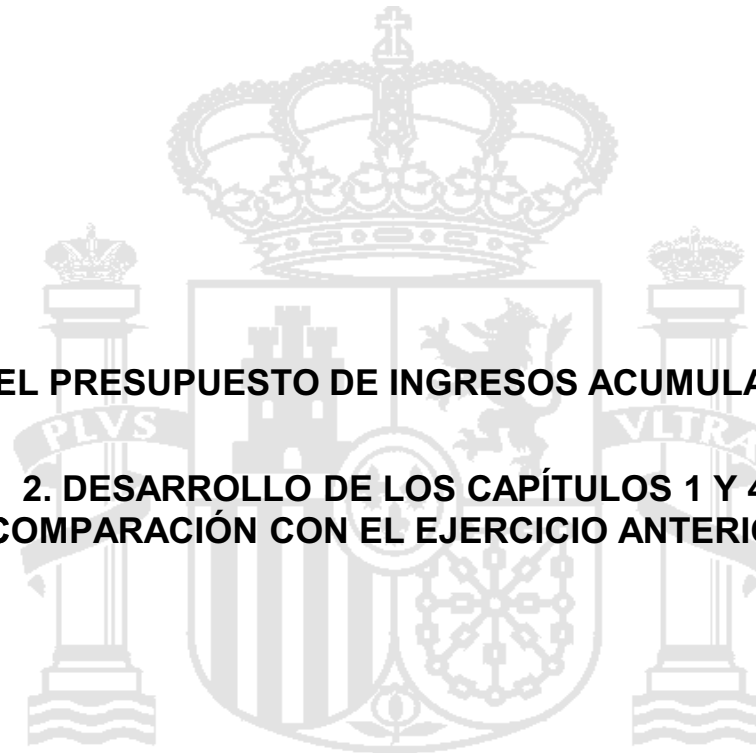 EL PRESUPUESTO DE INGRESOS ACUMULA
PLVS
VLTRA
2. DESARROLLO DE LOS CAPÍTULOS 1 Y 4
COMPARACIÓN CON EL EJERCICIO ANTERIO